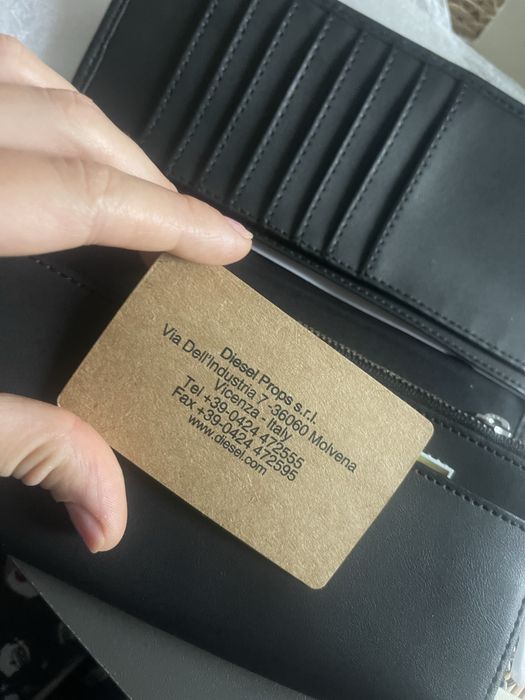 Diesel Props s.r.l.
Via Dell'Industria 7 -36060 Molvena
Vicenza - Italy
Tel +39-0424 472555
Fax +39-0424 472595
www.diesel.com